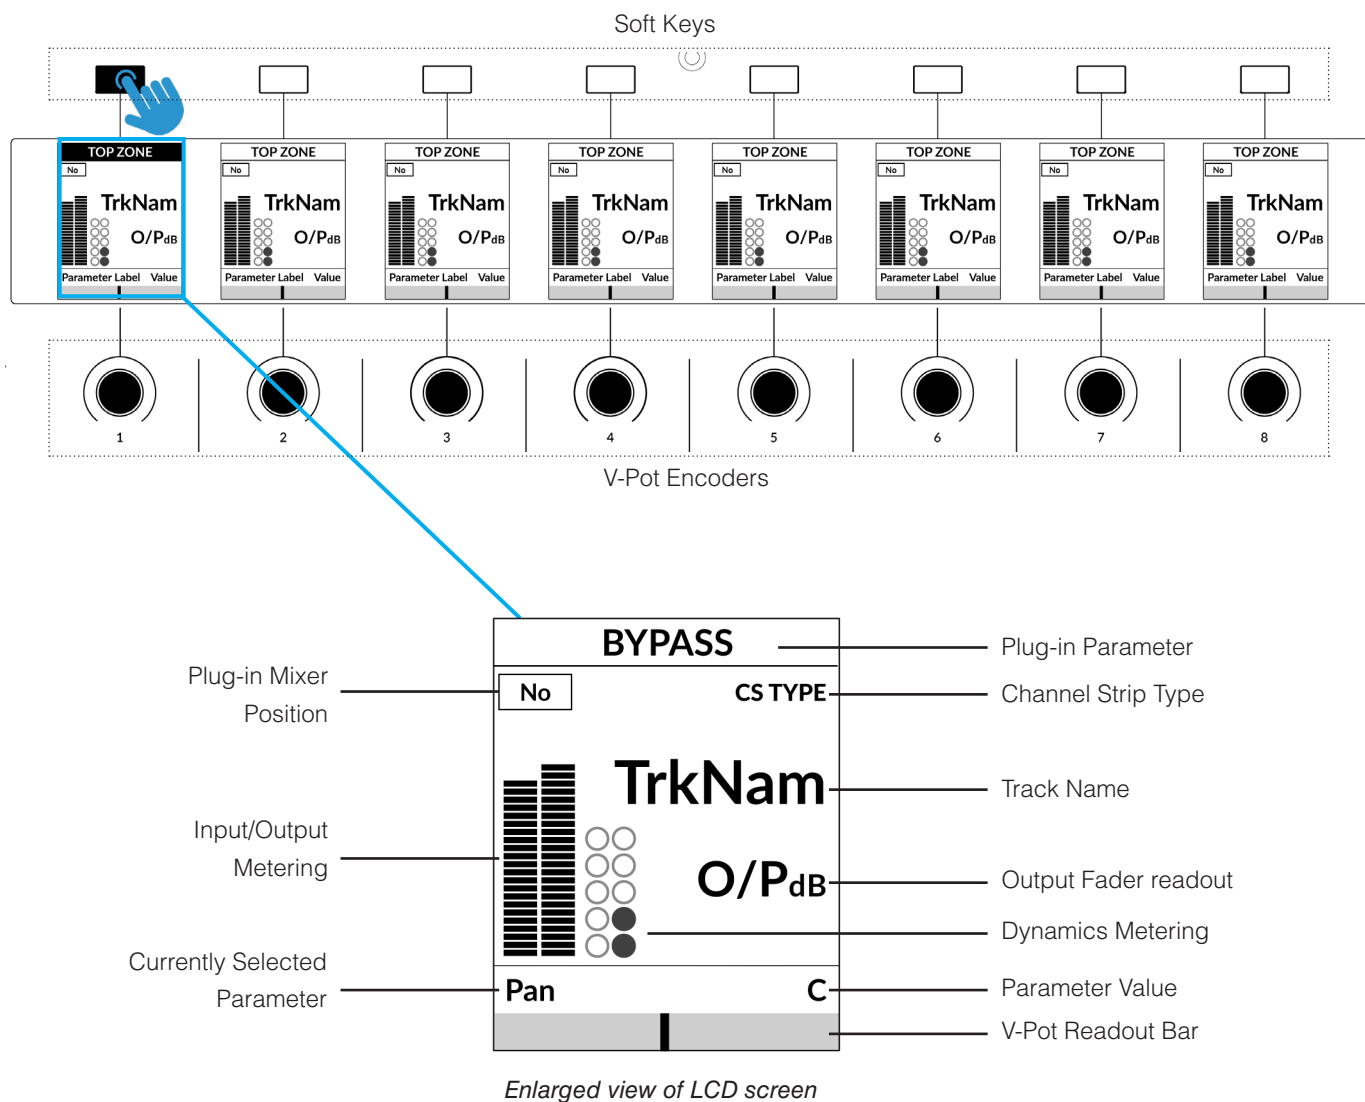 Soft Keys
TOP ZONE TOP ZONE TOP ZONE TOP ZONE TOP ZONE TOP ZONE TOP ZONE TOP ZONE
No No No No No No No No
TrkNam TrkNam TrkNam TrkNam TrkNam TrkNam TrkNam TrkNam
O/PdB O/PdB O/PdB O/PdB O/PdB O/PdB O/PdB O/PdB
Parameter Label Value Parameter Label Value Parameter Label Value Parameter Label Value Parameter Label Value Parameter Label Value Parameter Label Value Parameter Label Value
1 2 3 4 5 6 7 8
V-Pot Encoders
BYPASS
Plug-in Parameter
Plug-in Mixer
Position
No
CS TYPE
Channel Strip Type
TrkNam
Track Name
Input/Output
Metering
O/PdB
Output Fader readout
Dynamics Metering
Currently Selected
Parameter
Pan
C
Parameter Value
V-Pot Readout Bar
Enlarged view of LCD screen